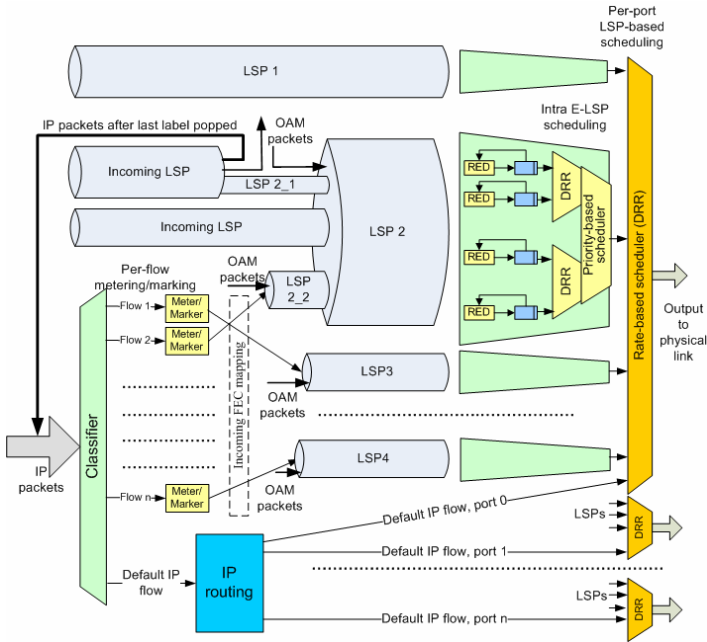 Per-port
LSP-based
scheduling
LSP 1
IP packets after last label popped
OAM
packets
Intra E-LSP
scheduling
Incoming LSP
LSP 2_1
Incoming LSP
LSP 2
RED
RED
DRR
RED
RED
DRR
Priority-based
scheduler
Rate-based scheduler (DRR)
Output
to
physical
link
Per-flow
metering/marking
OAM
packets
LSP
2_2
Flow 1
Meter/
Marker
Flow 2
Meter/
Marker
Incoming FEC mapping
LSP3
OAM
packets
Classifier
IP
packets
LSP4
OAM
packets
Flow n
Meter/
Marker
Default IP flow, port 0
LSPs
DRR
Default IP
flow
IP
routing
Default IP flow, port 1
LSPs
DRR
Default IP flow, port n